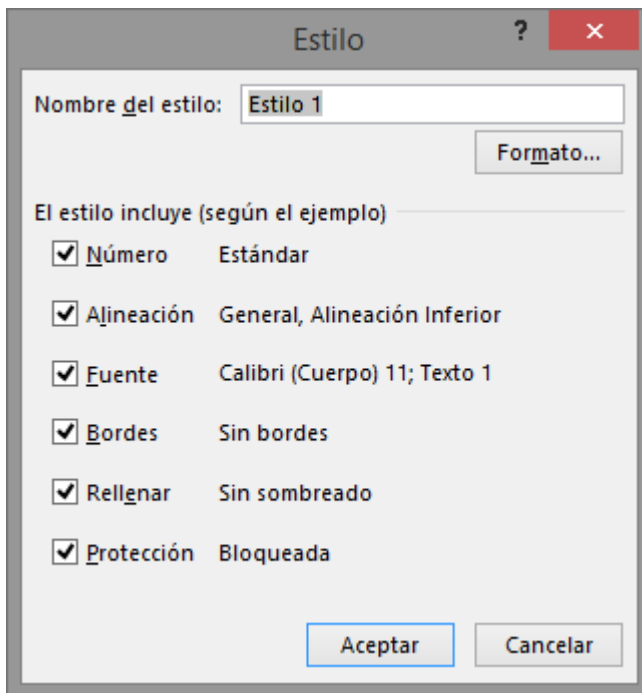 Estilo ?
Nombre del estilo: Estilo 1
Formato...
El estilo incluye (según el ejemplo)
Número Estándar
Alineación General, Alineación Inferior
Fuente Calibri (Cuerpo) 11; Texto 1
Bordes Sin bordes
Rellenar Sin sombreado
Protección Bloqueada
Aceptar Cancelar